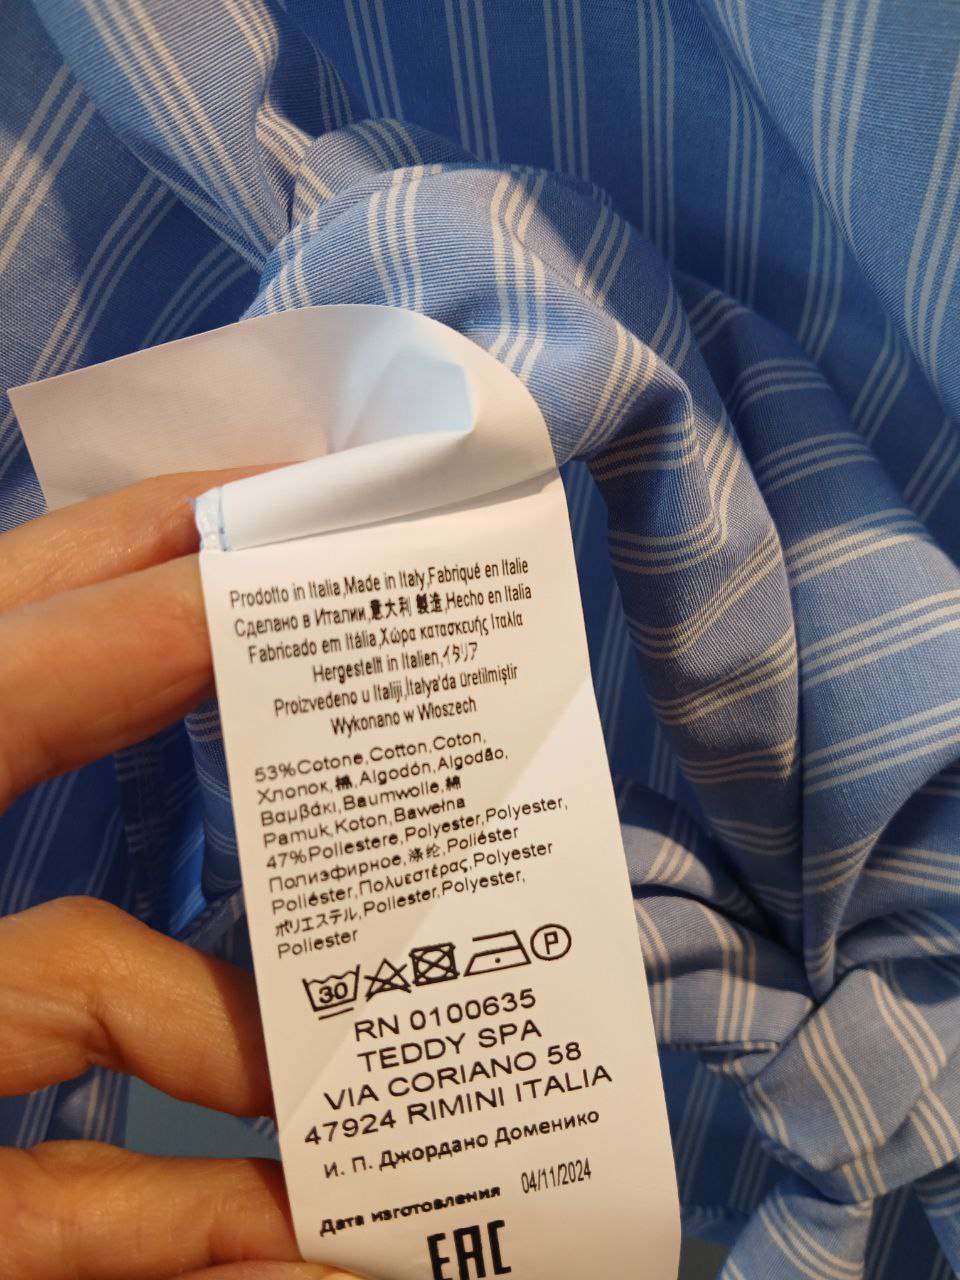 Prodotto in Italia,Made in Italy,Fabriqué en Italie
Сделано в Италии,意大利 製造,Hecho en Italia
Fabricado em Itália,Χώρα κατασκευής Ιταλία
Hergestellt in Italien,イタリア
Proizvedeno u Italiji,İtalya'da üretilmiştir
Wykonano w Włoszech
53%Cotone,Cotton,Coton,
Хлопок,棉,Algodón,Algodão,
Βαμβάκι,Baumwolle,綿
Pamuk,Koton,Bawełna
47%Poliestere,Polyester,Polyester,
Полиэфирное,涤纶,Poliéster
Poliéster,Πολυεστέρας,Polyester
ポリエステル,Poliester,Polyester,
Poliester
30 P
RN 0100635
TEDDY SPA
VIA CORIANO 58
47924 RIMINI ITALIA
И. П. Джордано Доменико
Дата изготовления 04/11/2024
EAC